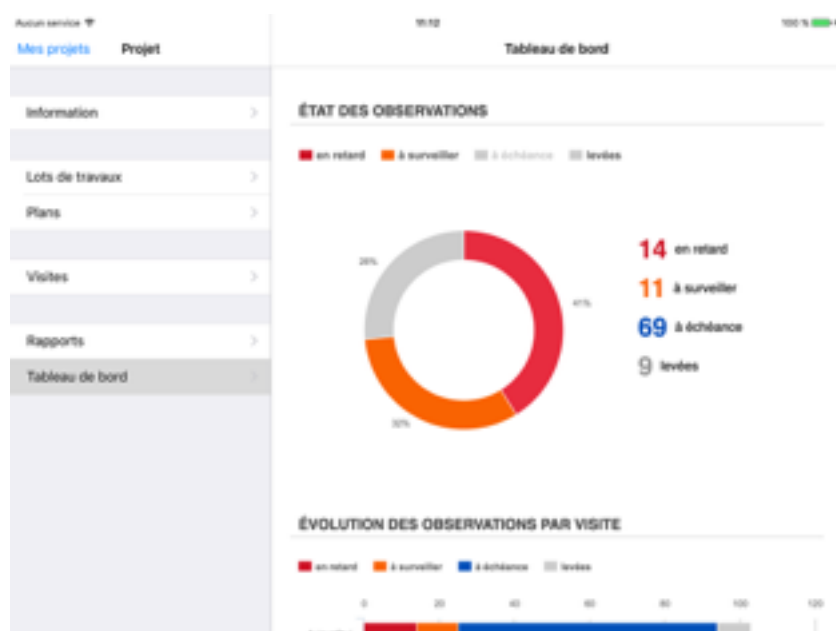 Aucun service 11:12 100 %
Mes projets Projet Tableau de bord
Information
Lots de travaux
Plans
Visites
Rapports
Tableau de bord
ÉTAT DES OBSERVATIONS
en retard à surveiller à échéance levées
26%
41%
32%
14 en retard
11 à surveiller
69 à échéance
9 levées
ÉVOLUTION DES OBSERVATIONS PAR VISITE
en retard à surveiller à échéance levées
0 20 40 60 80 100 120